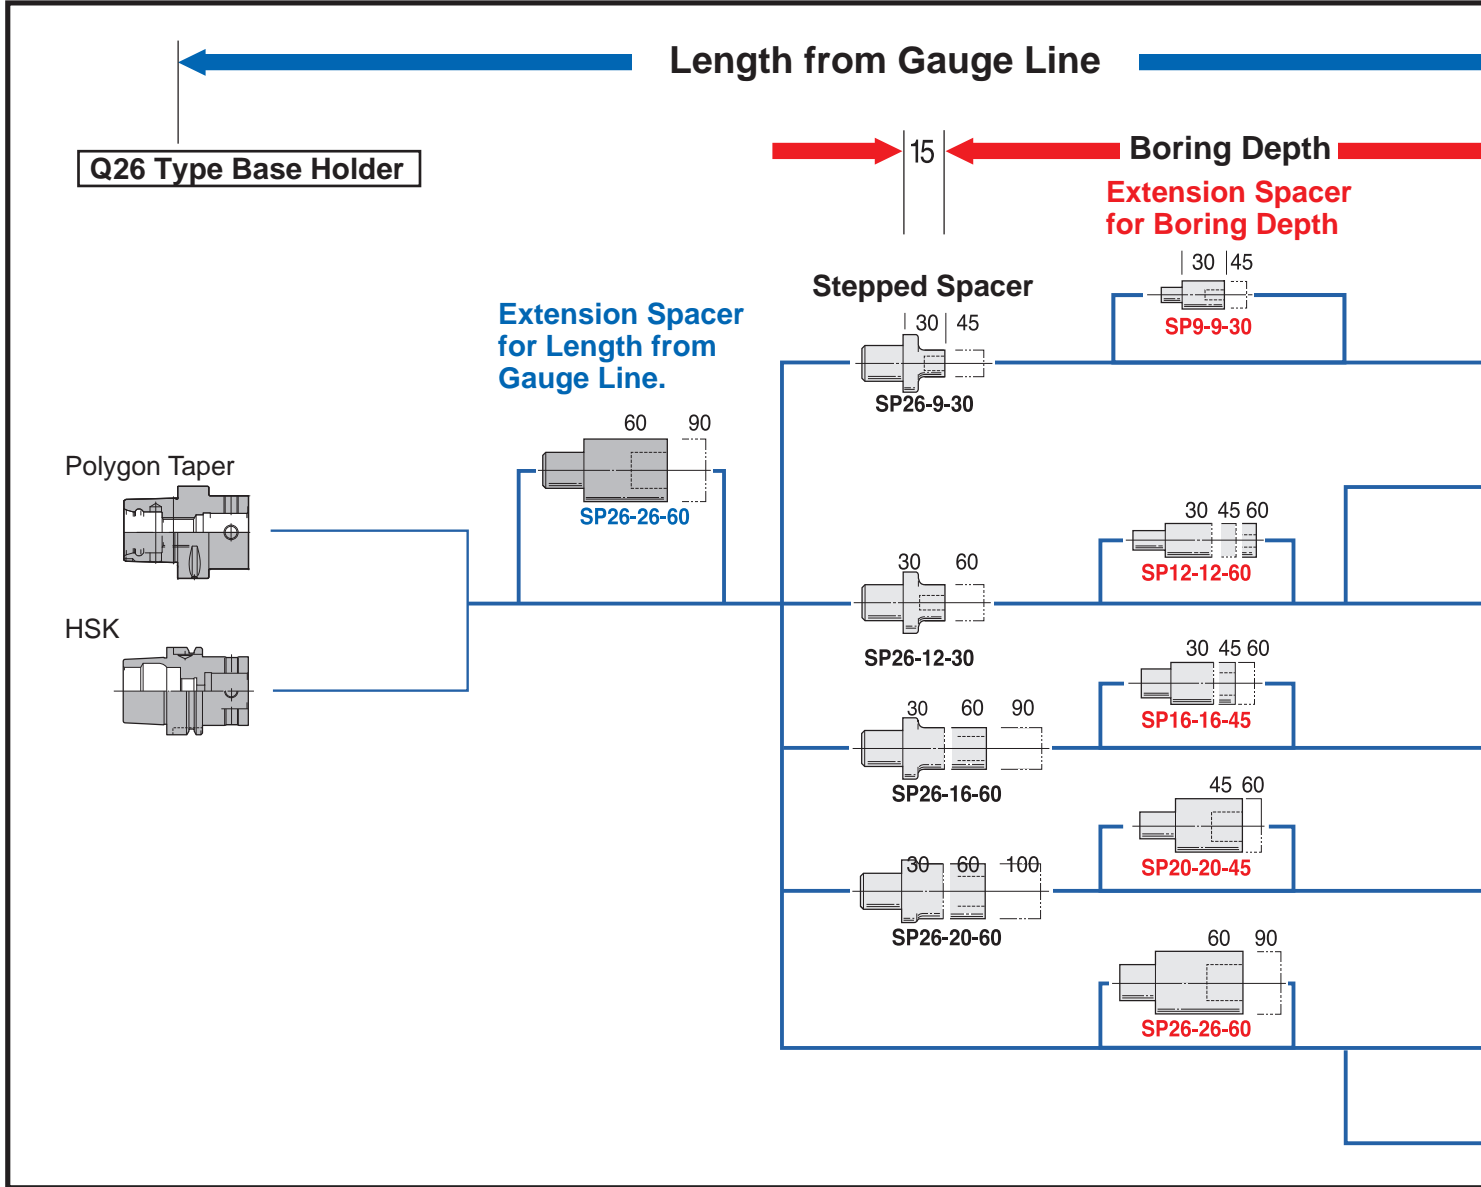 Length from Gauge Line
15
Boring Depth
Q26 Type Base Holder
Extension Spacer
for Boring Depth
30 45
SP9-9-30
Stepped Spacer
30 45
SP26-9-30
Extension Spacer
for Length from
Gauge Line.
60 90
SP26-26-60
Polygon Taper
HSK
30 45 60
SP12-12-60
30 60
SP26-12-30
30 45 60
SP16-16-45
30 60 90
SP26-16-60
45 60
SP20-20-45
30 60 100
SP26-20-60
60 90
SP26-26-60